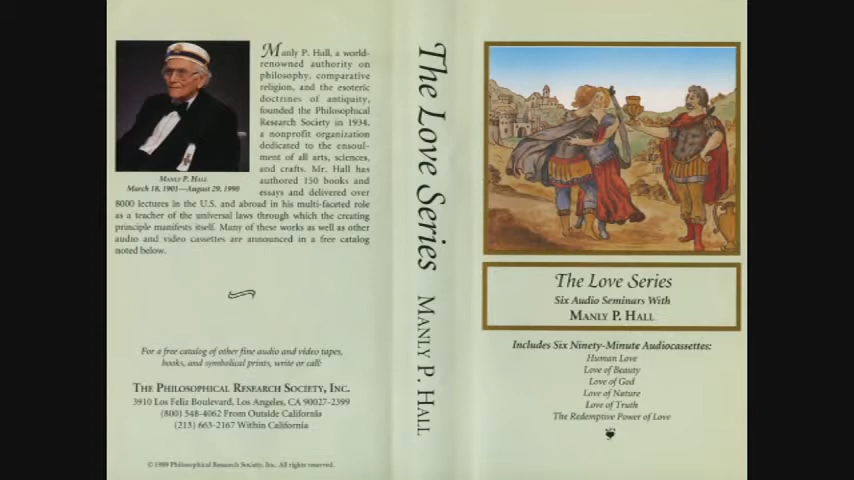 Manly P. Hall, a world-
renowned authority on
philosophy, comparative
religion, and the esoteric
doctrines of antiquity,
founded the Philosophical
Research Society in 1934,
a nonprofit organization
dedicated to the ensoul-
ment of all arts, sciences,
and crafts. Mr. Hall has
authored 150 books and
essays and delivered over
8000 lectures in the U.S. and abroad in his multi-faceted role
as a teacher of the universal laws through which the creating
principle manifests itself. Many of these works as well as other
audio and video cassettes are announced in a free catalog
noted below.
MANLY P. HALL
March 18, 1901—August 29, 1990
For a free catalog of other fine audio and video tapes,
books, and symbolical prints, write or call:
THE PHILOSOPHICAL RESEARCH SOCIETY, INC.
3910 Los Feliz Boulevard, Los Angeles, CA 90027-2399
(800) 548-4062 From Outside California
(213) 663-2167 Within California
© 1989 Philosophical Research Society, Inc. All rights reserved.
The Love Series MANLY P. HALL
The Love Series
Six Audio Seminars With
MANLY P. HALL
Includes Six Ninety-Minute Audiocassettes:
Human Love
Love of Beauty
Love of God
Love of Nature
Love of Truth
The Redemptive Power of Love